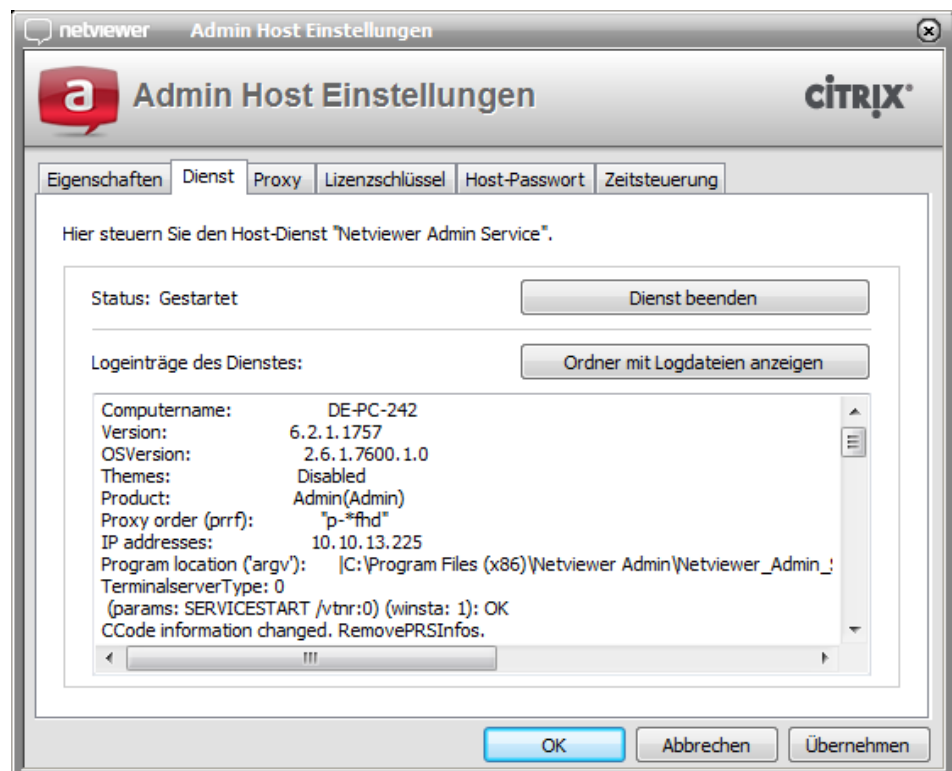 netviewer Admin Host Einstellungen
a Admin Host Einstellungen CİTRIX
Eigenschaften Dienst Proxy Lizenzschlüssel Host-Passwort Zeitsteuerung
Hier steuern Sie den Host-Dienst "Netviewer Admin Service".
Status: Gestartet Dienst beenden
Logeinträge des Dienstes: Ordner mit Logdateien anzeigen
Computername: DE-PC-242
Version: 6.2.1.1757
OSVersion: 2.6.1.7600.1.0
Themes: Disabled
Product: Admin(Admin)
Proxy order (prrf): "p-*fhd"
IP addresses: 10.10.13.225
Program location ('argv'): |C:\Program Files (x86)\Netviewer Admin\Netviewer_Admin_
TerminalserverType: 0
(params: SERVICESTART /vtnr:0) (winsta: 1): OK
CCode information changed. RemovePRSInfos.
OK Abbrechen Übernehmen